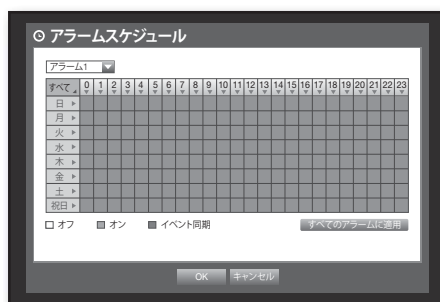 アラームスケジュール
アラーム1
すべて 0 1 2 3 4 5 6 7 8 9 10 11 12 13 14 15 16 17 18 19 20 21 22 23
日
月
火
水
木
金
土
祝日
オフ オン イベント同期 すべてのアラームに適用
OK キャンセル